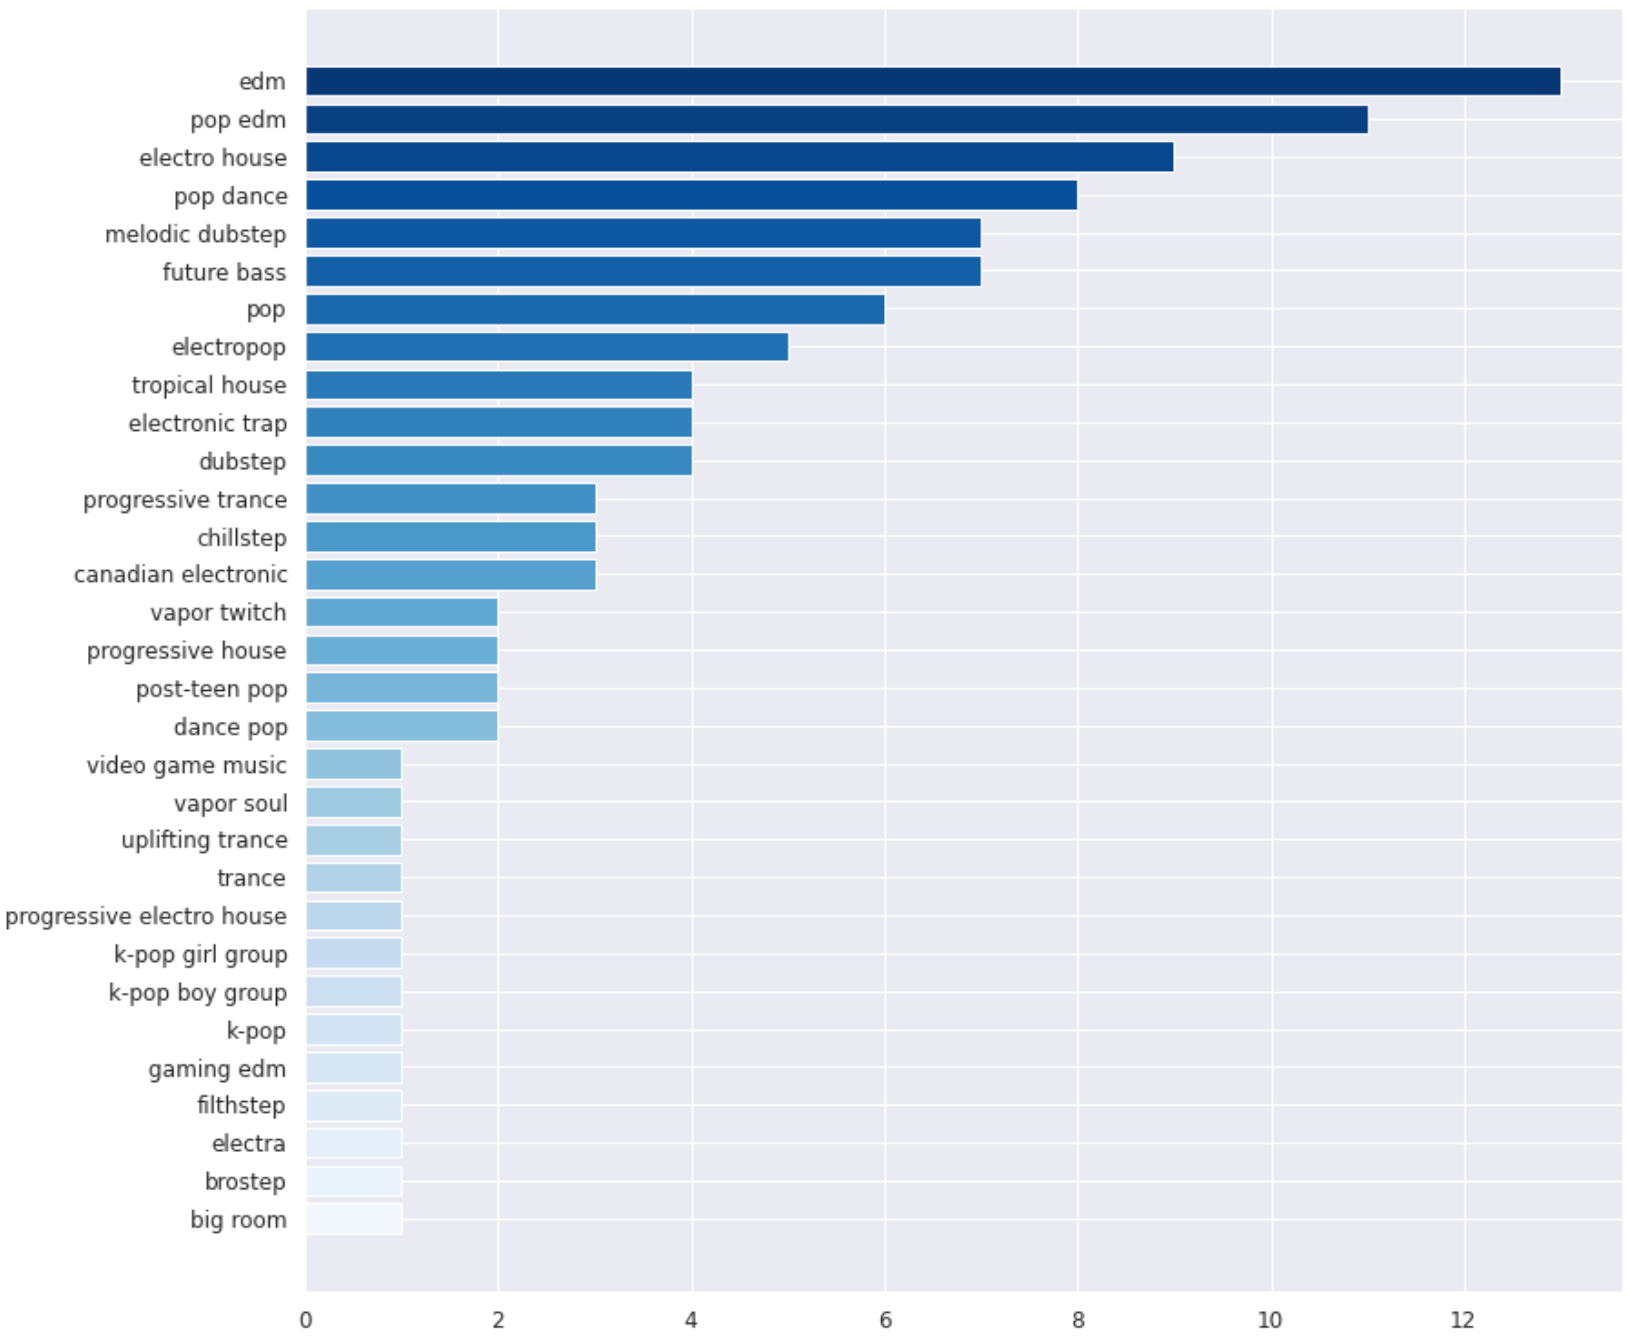 edm
pop edm
electro house
pop dance
melodic dubstep
future bass
pop
electropop
tropical house
electronic trap
dubstep
progressive trance
chillstep
canadian electronic
vapor twitch
progressive house
post-teen pop
dance pop
video game music
vapor soul
uplifting trance
trance
progressive electro house
k-pop girl group
k-pop boy group
k-pop
gaming edm
filthstep
electra
brostep
big room
0 2 4 6 8 10 12